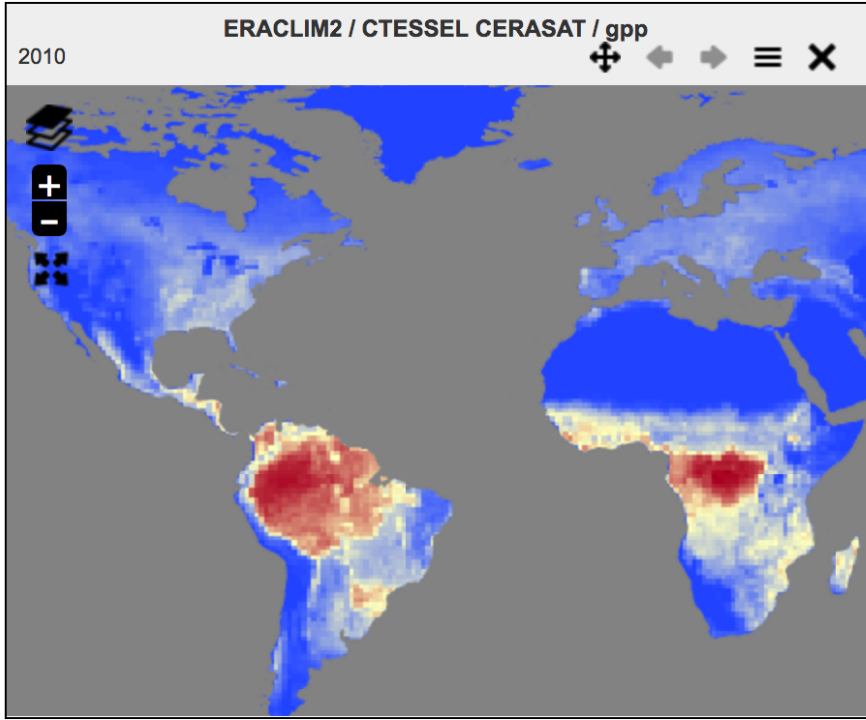 ERACLIM2 / CTESSEL CERASAT / gpp
2010
+
-